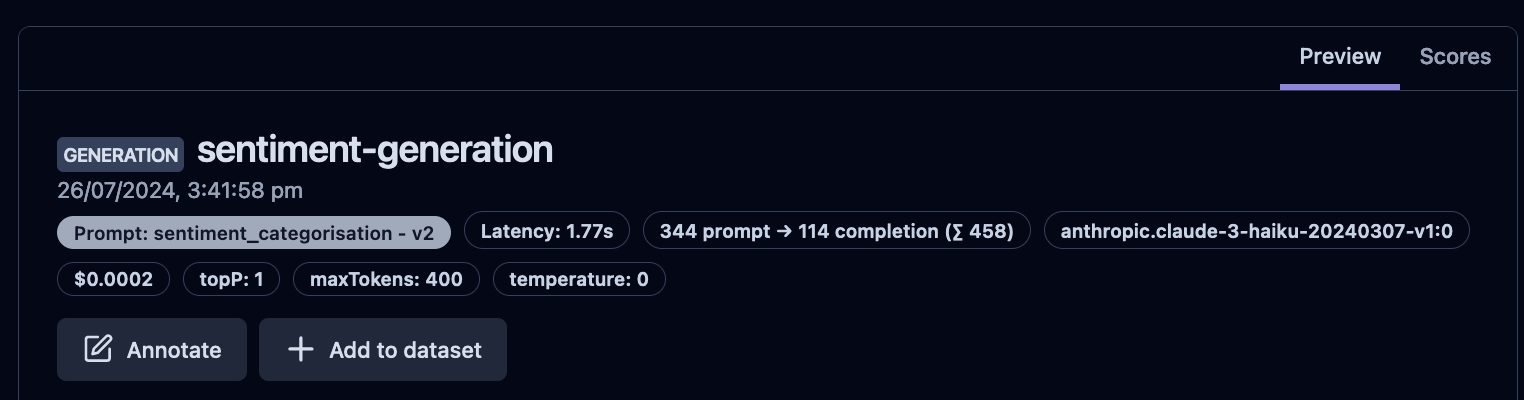 Preview Scores
GENERATION sentiment-generation
26/07/2024, 3:41:58 pm
Prompt: sentiment_categorisation - v2 Latency: 1.77s 344 prompt → 114 completion (∑ 458) anthropic.claude-3-haiku-20240307-v1:0
$0.0002 topP: 1 maxTokens: 400 temperature: 0
Annotate Add to dataset